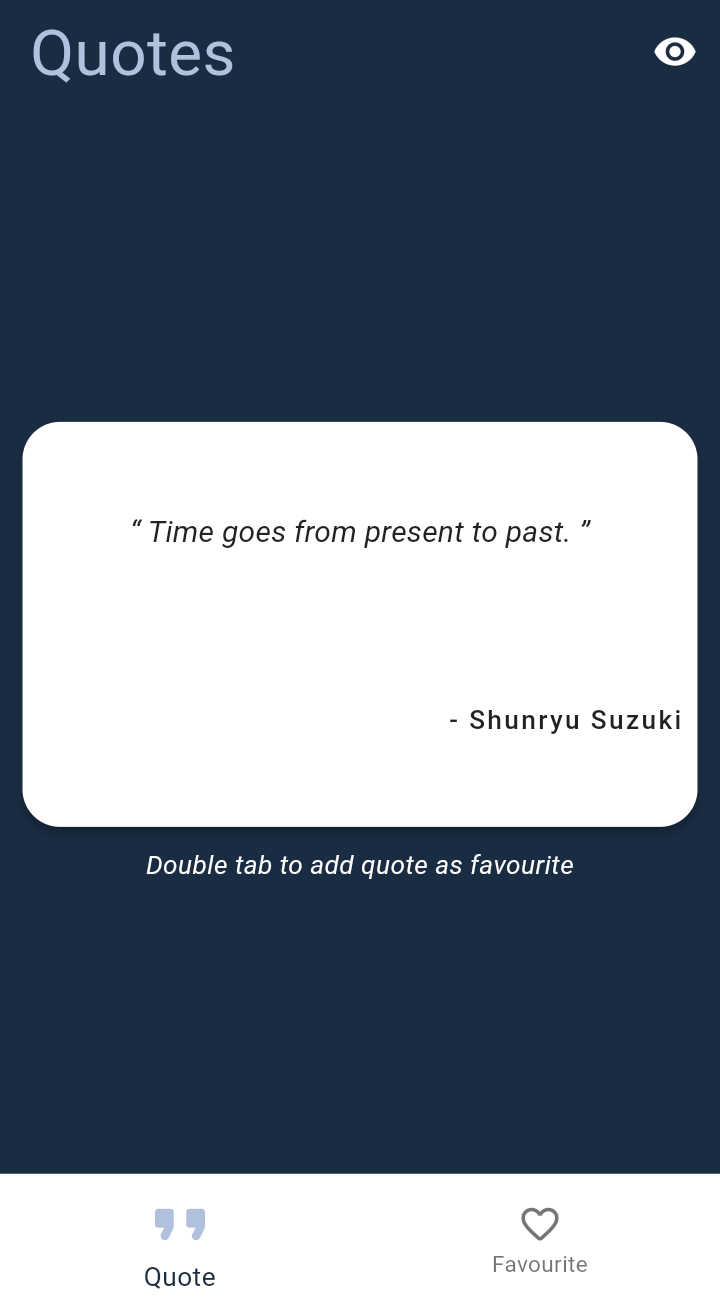 Quotes
“ Time goes from present to past. ”
- Shunryu Suzuki
Double tab to add quote as favourite
Quote
Favourite